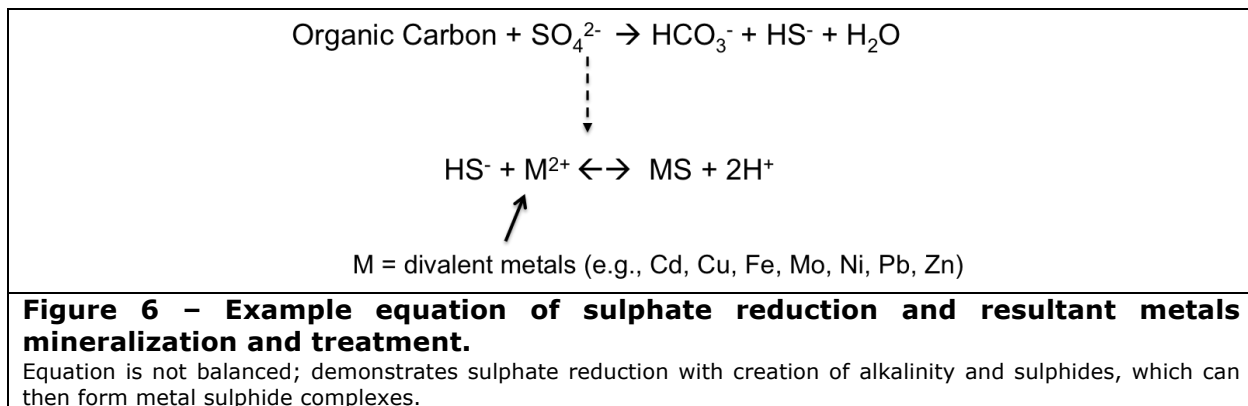 Organic Carbon + SO₄²⁻ → HCO₃⁻ + HS⁻ + H₂O
HS⁻ + M²⁺ ←→ MS + 2H⁺
M = divalent metals (e.g., Cd, Cu, Fe, Mo, Ni, Pb, Zn)
Figure 6 – Example equation of sulphate reduction and resultant metals
mineralization and treatment.
Equation is not balanced; demonstrates sulphate reduction with creation of alkalinity and sulphides, which can
then form metal sulphide complexes.